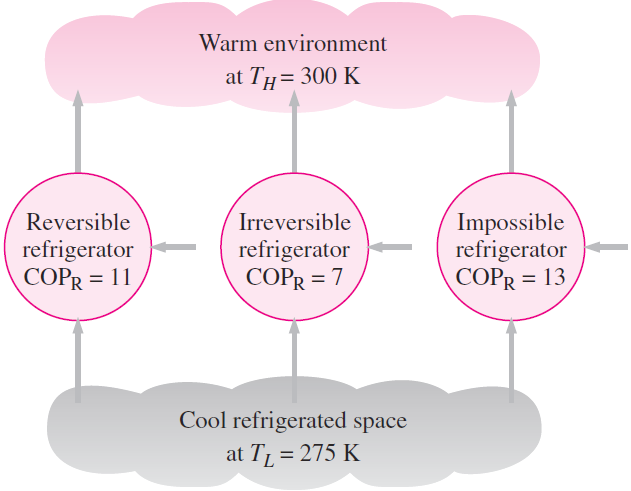 Warm environment
at T_H = 300 K
Reversible
refrigerator
COP_R = 11
Irreversible
refrigerator
COP_R = 7
Impossible
refrigerator
COP_R = 13
Cool refrigerated space
at T_L = 275 K